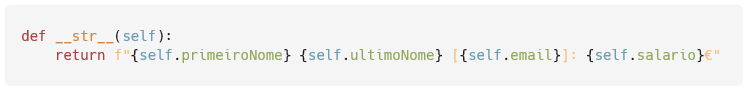 def __str__(self):
    return f"{self.primeiroNome} {self.ultimoNome} [{self.email}]: {self.salario}€"